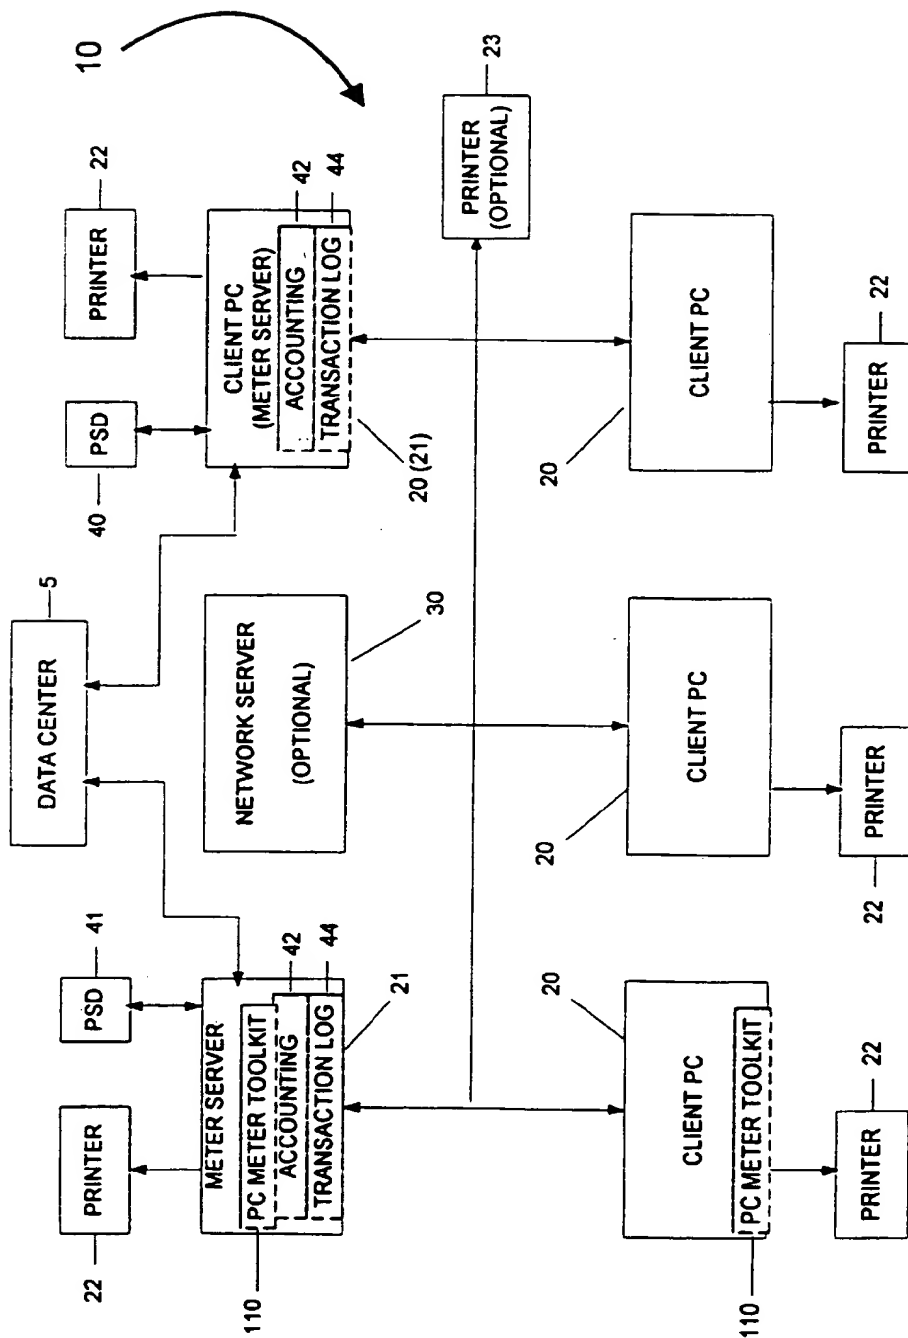 10
DATA CENTER
5
PRINTER
22
PSD
41
PSD
40
PRINTER
22
METER SERVER
PC METER TOOLKIT
ACCOUNTING
TRANSACTION LOG
42
44
110
21
NETWORK SERVER
(OPTIONAL)
30
CLIENT PC
(METER SERVER)
ACCOUNTING
TRANSACTION LOG
42
44
20 (21)
PRINTER
(OPTIONAL)
23
20
CLIENT PC
PC METER TOOLKIT
110
PRINTER
22
20
CLIENT PC
PRINTER
22
20
CLIENT PC
PRINTER
22